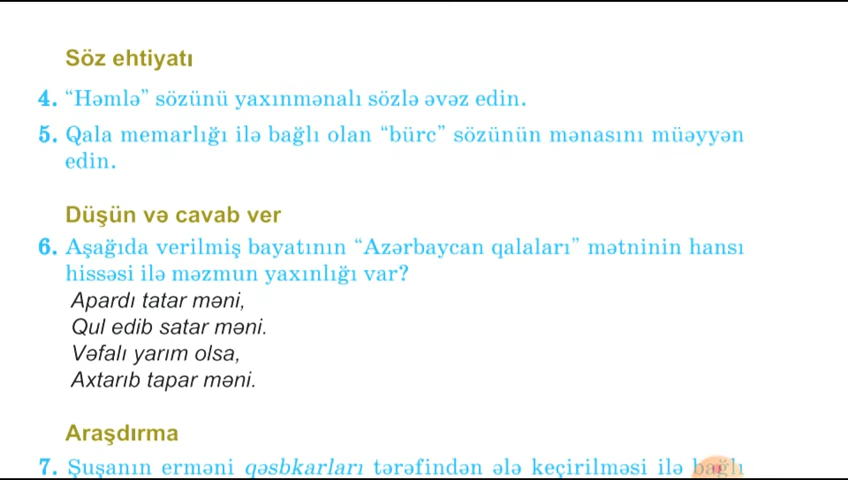 Söz ehtiyatı
4. “Həmlə” sözünü yaxınmənalı sözlə əvəz edin.
5. Qala memarlığı ilə bağlı olan “bürc” sözünün mənasını müəyyən
edin.
Düşün və cavab ver
6. Aşağıda verilmiş bayatının “Azərbaycan qalaları” mətninin hansı
hissəsi ilə məzmun yaxınlığı var?
Apardı tatar məni,
Qul edib satar məni.
Vəfalı yarım olsa,
Axtarıb tapar məni.
Araşdırma
7. Şuşanın erməni qəsbkarları tərəfindən ələ keçirilməsi ilə bağlı